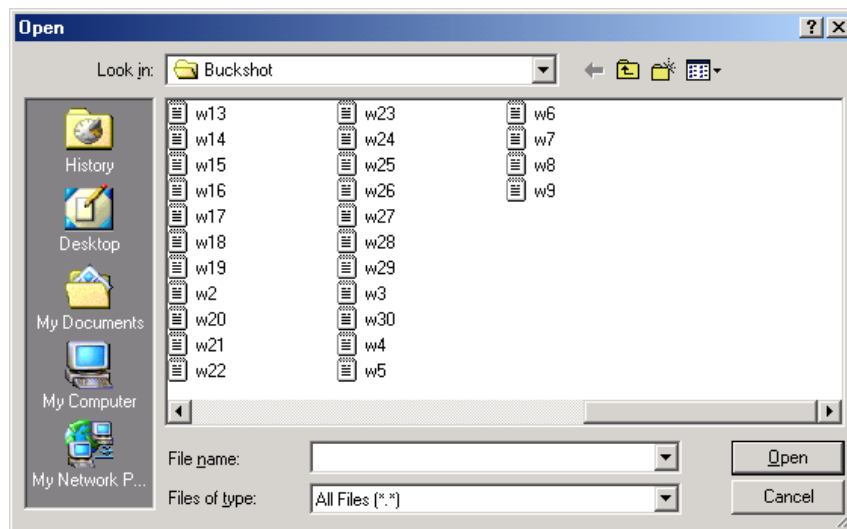 Open
Look in: Buckshot
History
Desktop
My Documents
My Computer
My Network P...
w13
w14
w15
w16
w17
w18
w19
w2
w20
w21
w22
w23
w24
w25
w26
w27
w28
w29
w3
w30
w4
w5
w6
w7
w8
w9
File name:
Open
Files of type: All Files (*.*)
Cancel